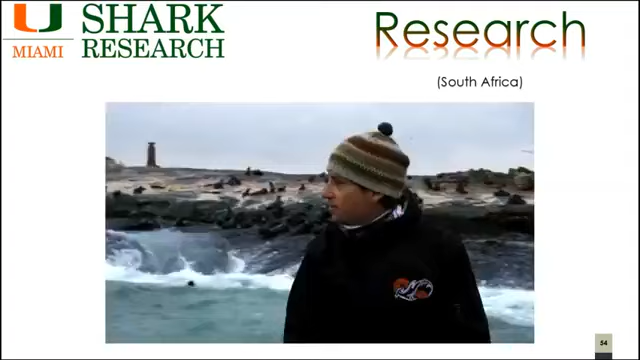 U
MIAMI
SHARK
RESEARCH
Research
(South Africa)
54